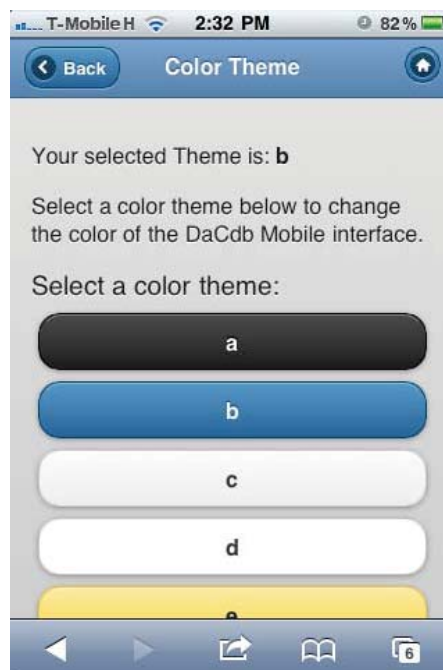 T-Mobile H 2:32 PM 82%
Back Color Theme
Your selected Theme is: b
Select a color theme below to change
the color of the DaCdb Mobile interface.
Select a color theme:
a
b
c
d
e
6